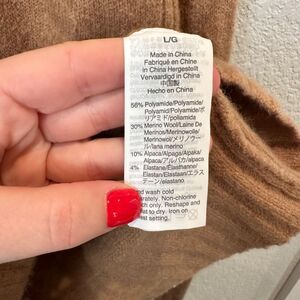 L/G
Made in China
Fabriqué en Chine
in China Hergestellt
Vervaardigd in China
中国製
Hecho en China
56% Polyamide/Polyamide/
Polyamid/Polyamide/ポ
リアミド/poliamida
30% Merino Wool/Laine De
Merinos/Merinowolle/
Merinowol/メリノウー
ル/lana merino
10% Alpaca/Alpaga/Alpaka/
Alpaca/アルパカ/alpaca
4% Elastane/Elasthanne/
Elastan/Elastaan/エラス
テーン/elastano
wash cold
Non-chlorine
only. Reshape and
to dry. Iron on
setting.